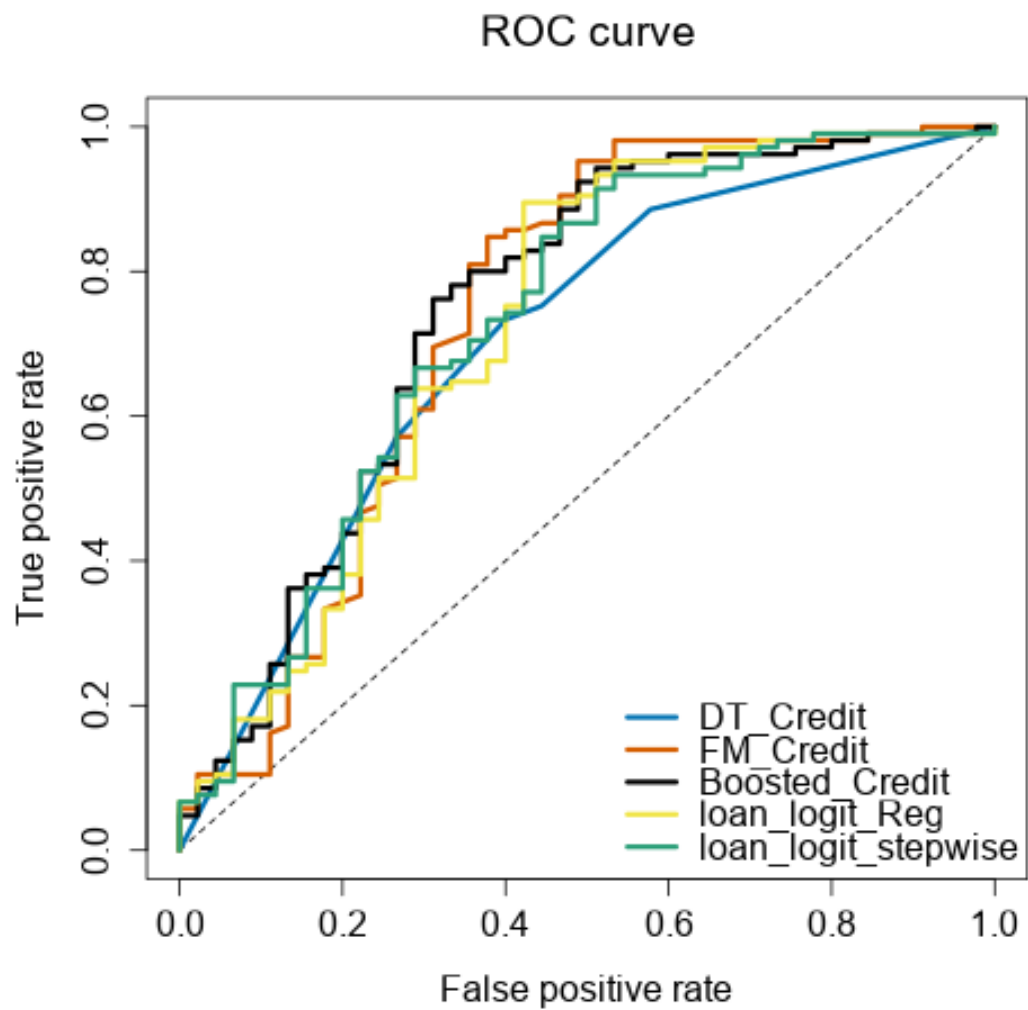 ROC curve
True positive rate
1.0
0.8
0.6
0.4
0.2
0.0
DT_Credit
FM_Credit
Boosted_Credit
loan_logit_Reg
loan_logit_stepwise
0.0 0.2 0.4 0.6 0.8 1.0
False positive rate